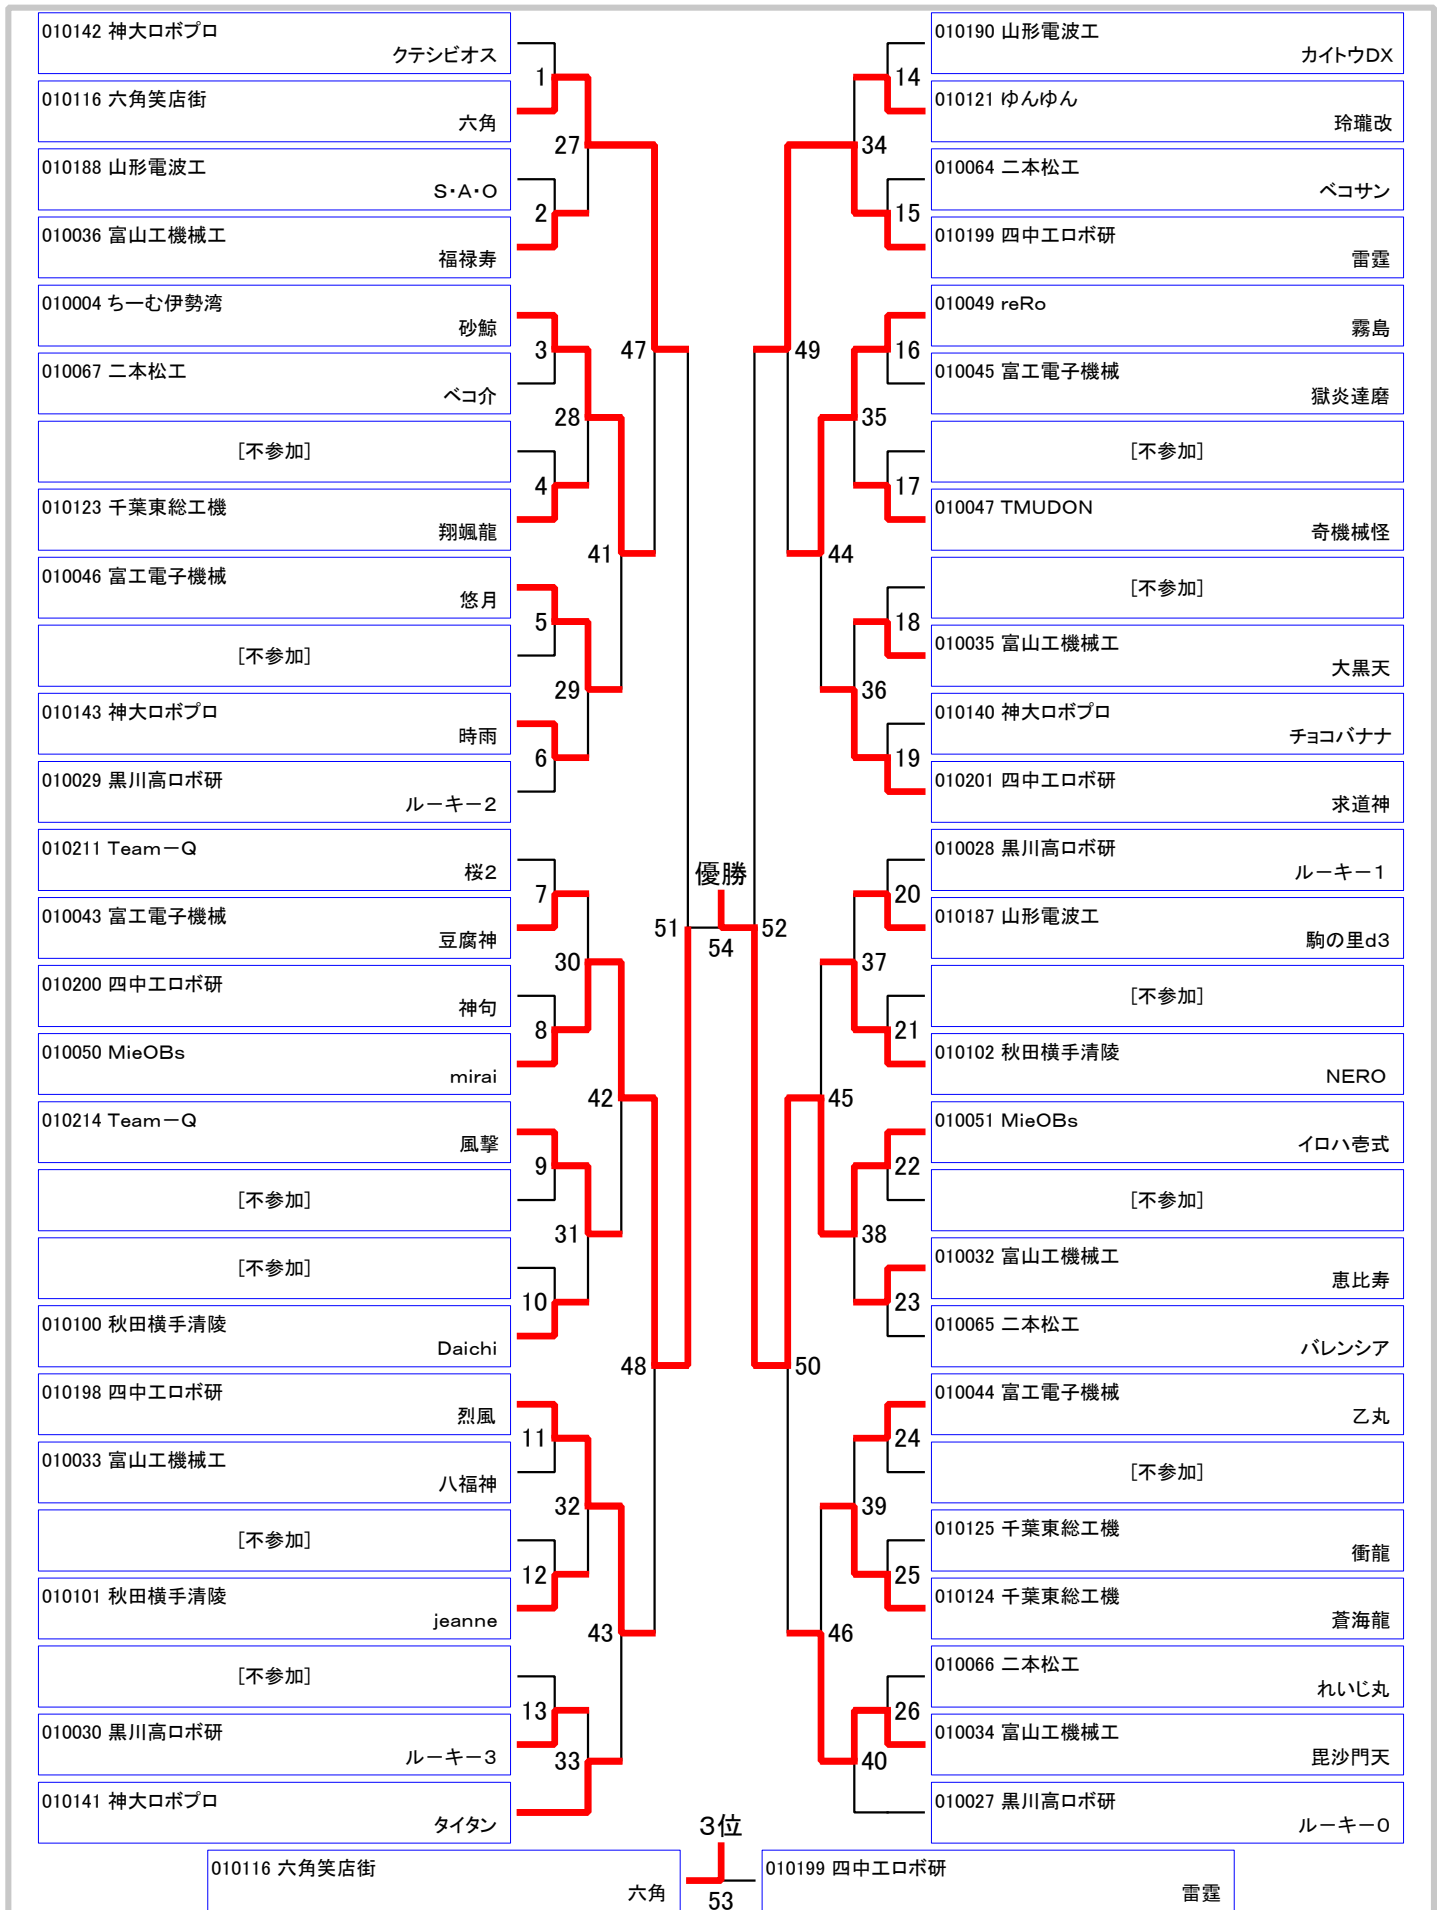 010142 神大ロボプロ
クテシビオス
010116 六角笑店街
六角
010188 山形電波工
S・A・O
010036 富山工機械工
福禄寿
010004 ちーむ伊勢湾
砂鯨
010067 二本松工
ベコ介
[不参加]
010123 千葉東総工機
翔颯龍
010046 富工電子機械
悠月
[不参加]
010143 神大ロボプロ
時雨
010029 黒川高ロボ研
ルーキー2
010211 Team－Q
桜2
010043 富工電子機械
豆腐神
010200 四中工ロボ研
神句
010050 MieOBs
mirai
010214 Team－Q
風撃
[不参加]
[不参加]
010100 秋田横手清陵
Daichi
010198 四中工ロボ研
烈風
010033 富山工機械工
八福神
[不参加]
010101 秋田横手清陵
jeanne
[不参加]
010030 黒川高ロボ研
ルーキー3
010141 神大ロボプロ
タイタン
1
2
3
4
5
6
7
8
9
10
11
12
13
27
28
29
30
31
32
33
41
42
43
47
48
51
優勝
54
52
49
50
44
45
46
34
35
36
37
38
39
40
14
15
16
17
18
19
20
21
22
23
24
25
26
010190 山形電波工
カイトウDX
010121 ゆんゆん
玲瓏改
010064 二本松工
ベコサン
010199 四中工ロボ研
雷霆
010049 reRo
霧島
010045 富工電子機械
獄炎達磨
[不参加]
010047 TMUDON
奇機械怪
[不参加]
010035 富山工機械工
大黒天
010140 神大ロボプロ
チョコバナナ
010201 四中工ロボ研
求道神
010028 黒川高ロボ研
ルーキー1
010187 山形電波工
駒の里d3
[不参加]
010102 秋田横手清陵
NERO
010051 MieOBs
イロハ壱式
[不参加]
010032 富山工機械工
恵比寿
010065 二本松工
バレンシア
010044 富工電子機械
乙丸
[不参加]
010125 千葉東総工機
衝龍
010124 千葉東総工機
蒼海龍
010066 二本松工
れいじ丸
010034 富山工機械工
毘沙門天
010027 黒川高ロボ研
ルーキー0
3位
010116 六角笑店街
六角
53
010199 四中工ロボ研
雷霆